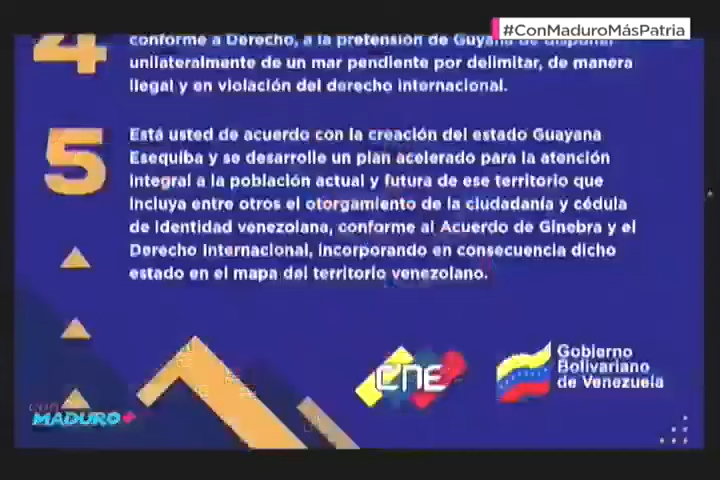 #ConMaduroMásPatria
4
conforme a Derecho, a la pretensión de Guyana de disponer
unilateralmente de un mar pendiente por delimitar, de manera
ilegal y en violación del derecho internacional.
5
Está usted de acuerdo con la creación del estado Guayana
Esequiba y se desarrolle un plan acelerado para la atención
integral a la población actual y futura de ese territorio que
incluya entre otros el otorgamiento de la ciudadanía y cédula
de identidad venezolana, conforme al Acuerdo de Ginebra y el
Derecho Internacional, incorporando en consecuencia dicho
estado en el mapa del territorio venezolano.
CNE
Gobierno
Bolivariano
de Venezuela
CON
MADURO+